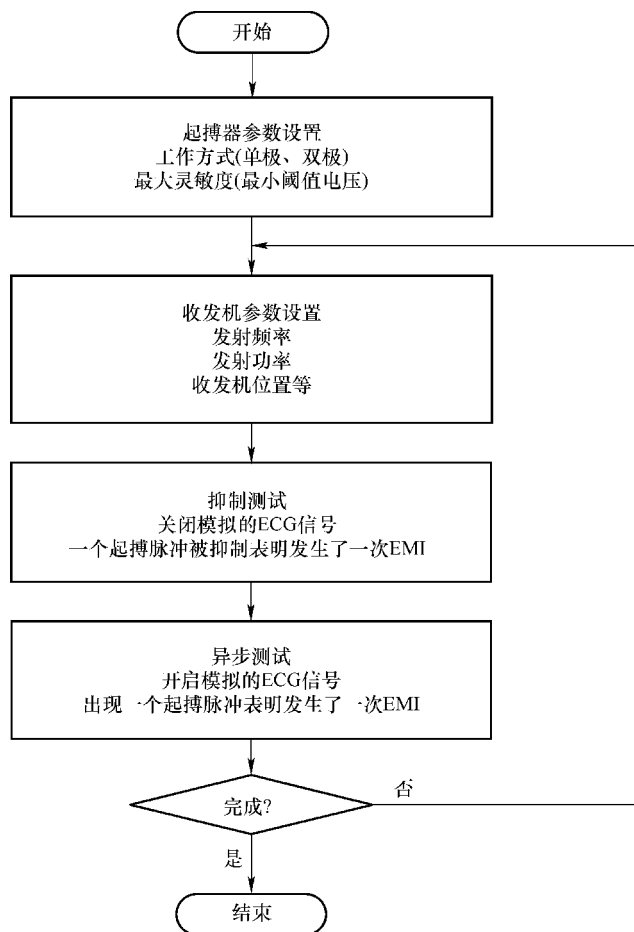 开始
起搏器参数设置
工作方式(单极、双极)
最大灵敏度(最小阈值电压)
收发机参数设置
发射频率
发射功率
收发机位置等
抑制测试
关闭模拟的ECG信号
一个起搏脉冲被抑制表明发生了一次EMI
异步测试
开启模拟的ECG信号
出现一个起搏脉冲表明发生了一次EMI
完成?
否
是
结束